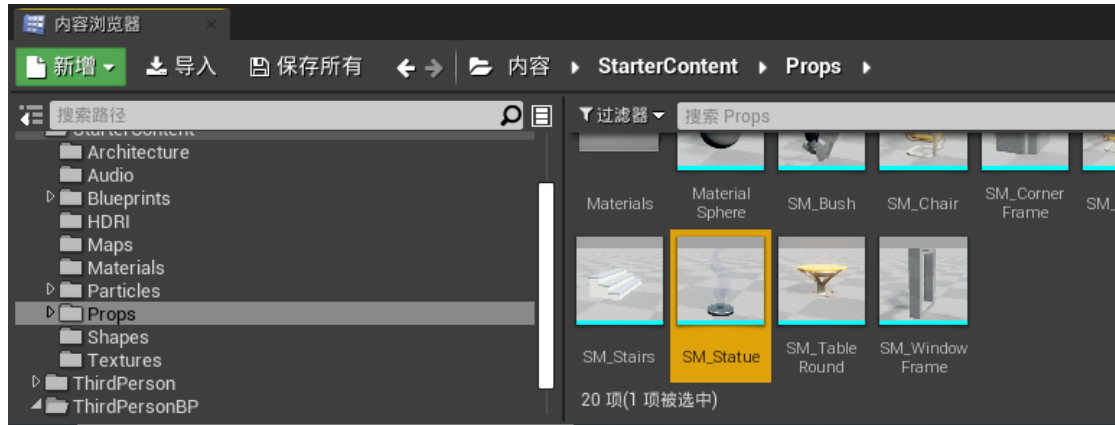 内容浏览器
新增 导入 保存所有 内容 StarterContent Props
搜索路径
StarterContent
Architecture
Audio
Blueprints
HDRI
Maps
Materials
Particles
Props
Shapes
Textures
ThirdPerson
ThirdPersonBP
过滤器 搜索 Props
Materials
Material
Sphere
SM_Bush
SM_Chair
SM_Corner
Frame
SM_
SM_Stairs
SM_Statue
SM_Table
Round
SM_Window
Frame
20 项(1 项被选中)